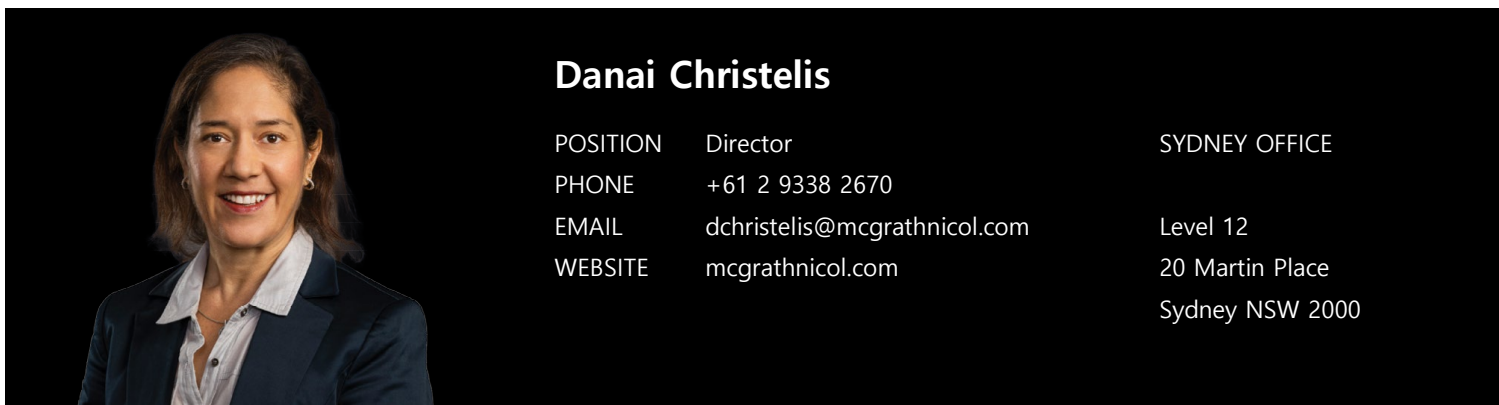 Danai Christelis
POSITION Director SYDNEY OFFICE
PHONE +61 2 9338 2670
EMAIL dchristelis@mcgrathnicol.com Level 12
WEBSITE mcgrathnicol.com 20 Martin Place
Sydney NSW 2000